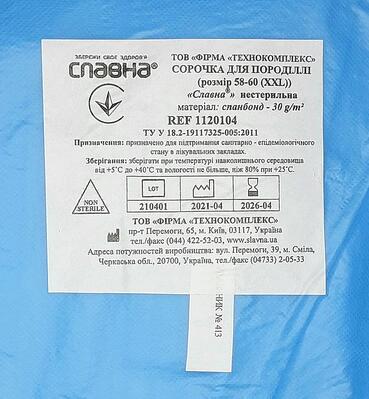 ЗБЕРЕЖИ СВОЄ ЗДОРОВ'Я
СЛАВНА®
ТОВ «ФІРМА «ТЕХНОКОМПЛЕКС»
СОРОЧКА ДЛЯ ПОРОДІЛЛІ
(розмір 58-60 (XXL))
«Славна®» нестерильна
матеріал: спанбонд - 30 g/m²
REF 1120104
ТУ У 18.2-19117325-005:2011
Призначення: призначено для підтримання санітарно - епідеміологічного
стану в лікувальних закладах.
Зберігання: зберігати при температурі навколишнього середовища
від +5°С до +40°С та вологості не більше, ніж 80% при +25°С.
NON
STERILE
LOT
210401
2021-04
2026-04
ТОВ «ФІРМА «ТЕХНОКОМПЛЕКС»
пр-т Перемоги, 65, м. Київ, 03117, Україна
тел./факс (044) 422-52-03, www.slavna.ua
Адреса потужностей виробництва: вул. Перемоги, 39, м. Сміла,
Черкаська обл., 20700, Україна, тел./факс (04733) 2-05-33
НИК № 413